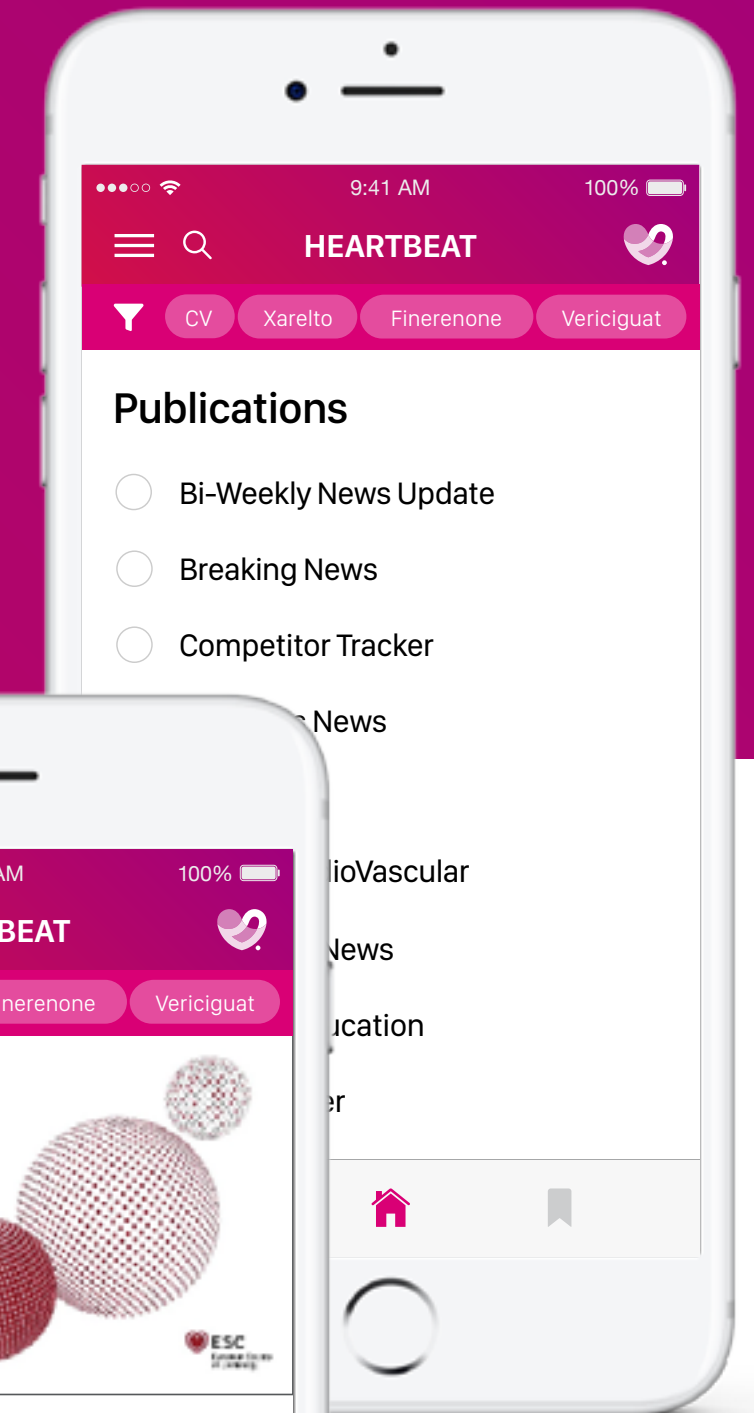 9:41 AM 100%
HEARTBEAT
CV Xarelto Finerenone Vericiguat
Publications
Bi-Weekly News Update
Breaking News
Competitor Tracker
News
ioVascular
News
ucation
er
AM 100%
BEAT
nerenone Vericiguat
ESC